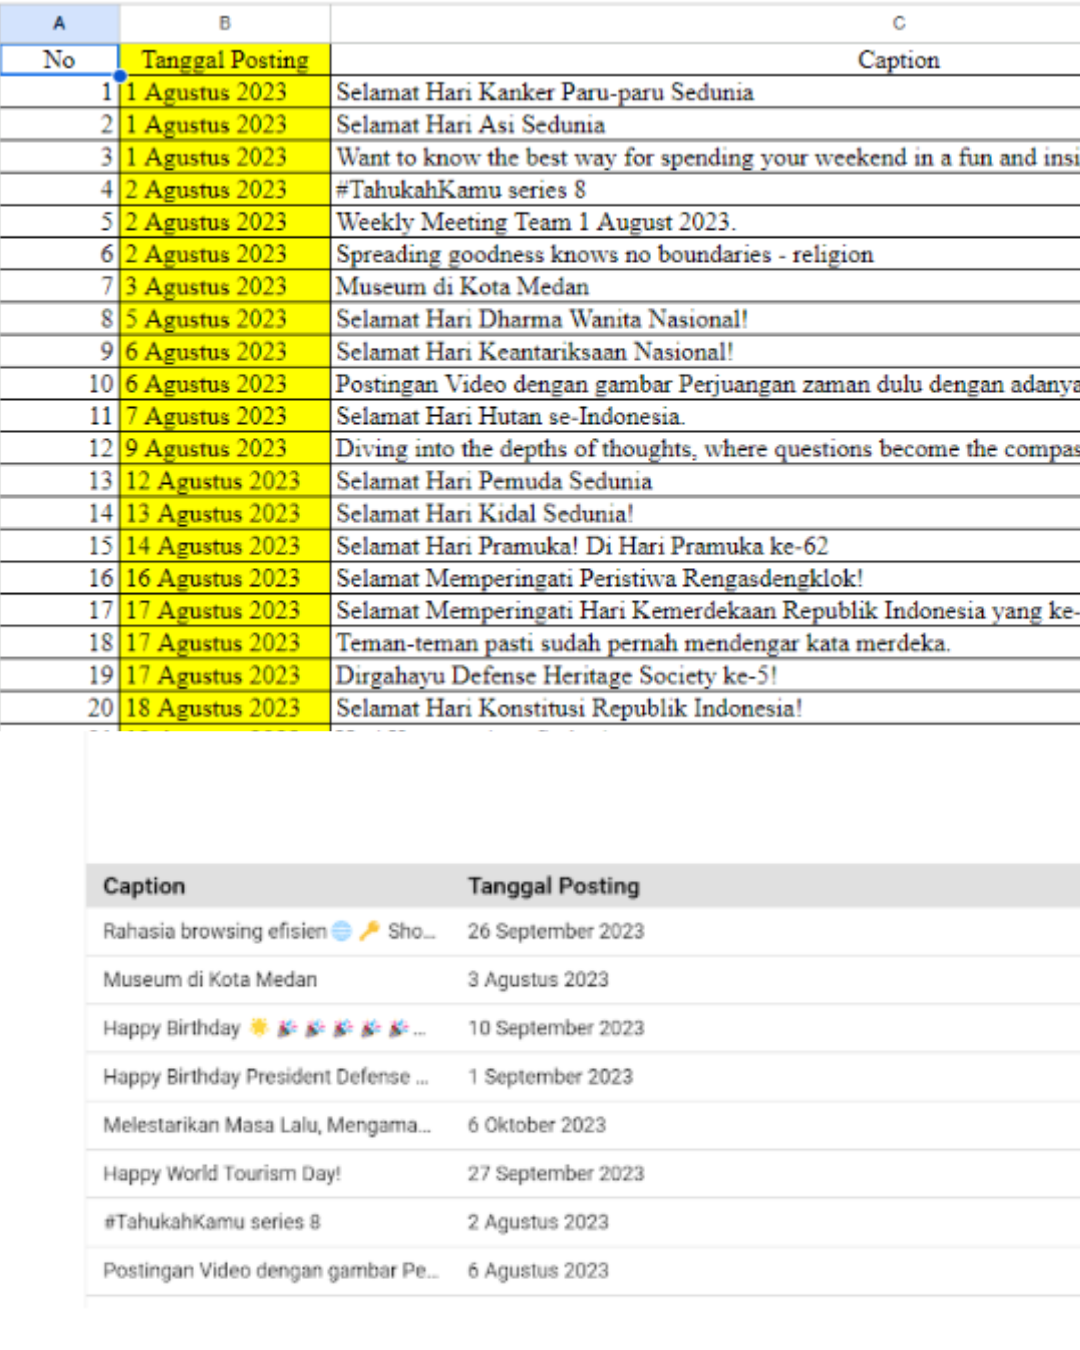 A B C
No Tanggal Posting Caption
1 1 Agustus 2023 Selamat Hari Kanker Paru-paru Sedunia
2 1 Agustus 2023 Selamat Hari Asi Sedunia
3 1 Agustus 2023 Want to know the best way for spending your weekend in a fun and insi
4 2 Agustus 2023 #TahukahKamu series 8
5 2 Agustus 2023 Weekly Meeting Team 1 August 2023.
6 2 Agustus 2023 Spreading goodness knows no boundaries - religion
7 3 Agustus 2023 Museum di Kota Medan
8 5 Agustus 2023 Selamat Hari Dharma Wanita Nasional!
9 6 Agustus 2023 Selamat Hari Keantariksaan Nasional!
10 6 Agustus 2023 Postingan Video dengan gambar Perjuangan zaman dulu dengan adanya
11 7 Agustus 2023 Selamat Hari Hutan se-Indonesia.
12 9 Agustus 2023 Diving into the depths of thoughts, where questions become the compas
13 12 Agustus 2023 Selamat Hari Pemuda Sedunia
14 13 Agustus 2023 Selamat Hari Kidal Sedunia!
15 14 Agustus 2023 Selamat Hari Pramuka! Di Hari Pramuka ke-62
16 16 Agustus 2023 Selamat Memperingati Peristiwa Rengasdengklok!
17 17 Agustus 2023 Selamat Memperingati Hari Kemerdekaan Republik Indonesia yang ke-
18 17 Agustus 2023 Teman-teman pasti sudah pernah mendengar kata merdeka.
19 17 Agustus 2023 Dirgahayu Defense Heritage Society ke-5!
20 18 Agustus 2023 Selamat Hari Konstitusi Republik Indonesia!
Caption Tanggal Posting
Rahasia browsing efisien 🌐 🔑 Sho... 26 September 2023
Museum di Kota Medan 3 Agustus 2023
Happy Birthday 🌟 🎉 🎉 🎉 🎉 🎉 ... 10 September 2023
Happy Birthday President Defense ... 1 September 2023
Melestarikan Masa Lalu, Mengama... 6 Oktober 2023
Happy World Tourism Day! 27 September 2023
#TahukahKamu series 8 2 Agustus 2023
Postingan Video dengan gambar Pe... 6 Agustus 2023